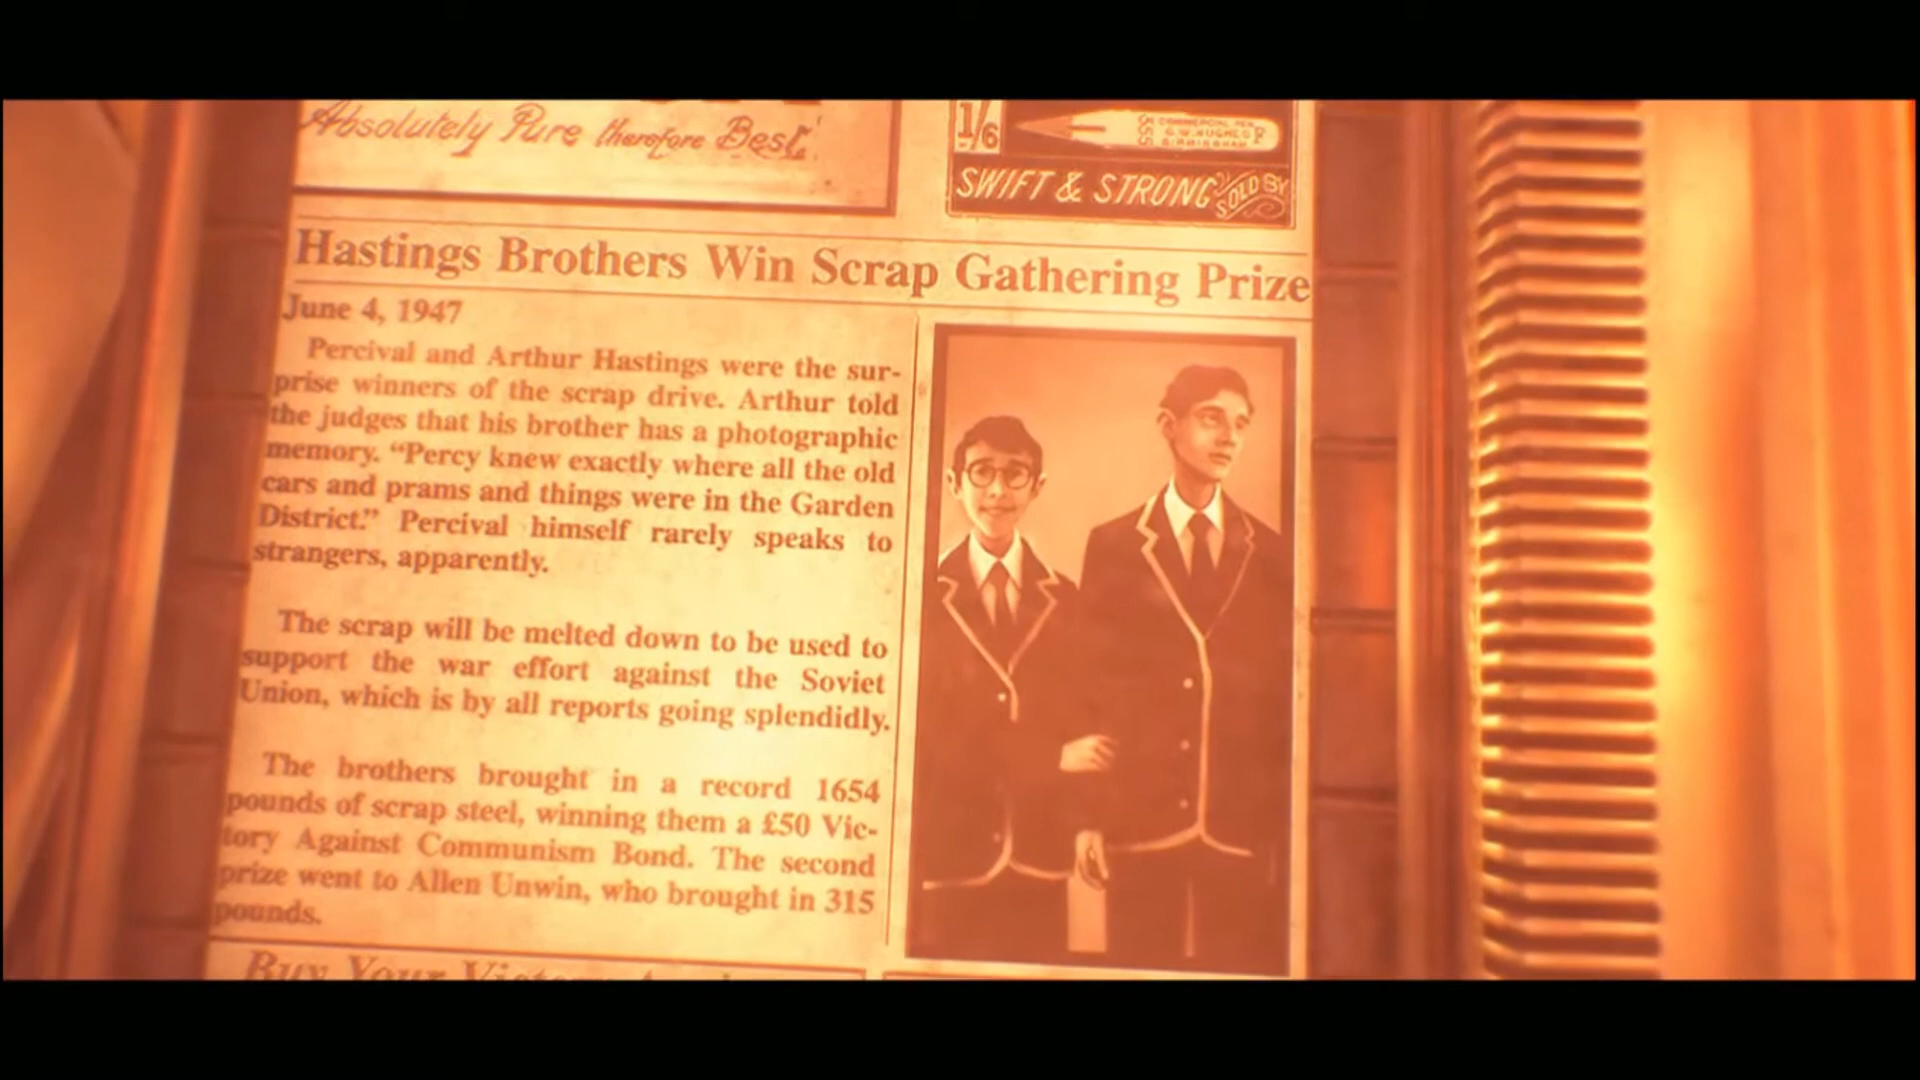 Absolutely Pure therefore Best.
1/6
COMMERCIAL PEN
G.W. HUGHES
BIRMINGHAM
SWIFT & STRONG SOLD BY
Hastings Brothers Win Scrap Gathering Prize
June 4, 1947
Percival and Arthur Hastings were the sur-
prise winners of the scrap drive. Arthur told
the judges that his brother has a photographic
memory. “Percy knew exactly where all the old
cars and prams and things were in the Garden
District.” Percival himself rarely speaks to
strangers, apparently.
The scrap will be melted down to be used to
support the war effort against the Soviet
Union, which is by all reports going splendidly.
The brothers brought in a record 1654
pounds of scrap steel, winning them a £50 Vic-
tory Against Communism Bond. The second
prize went to Allen Unwin, who brought in 315
pounds.
Buy Your Victory